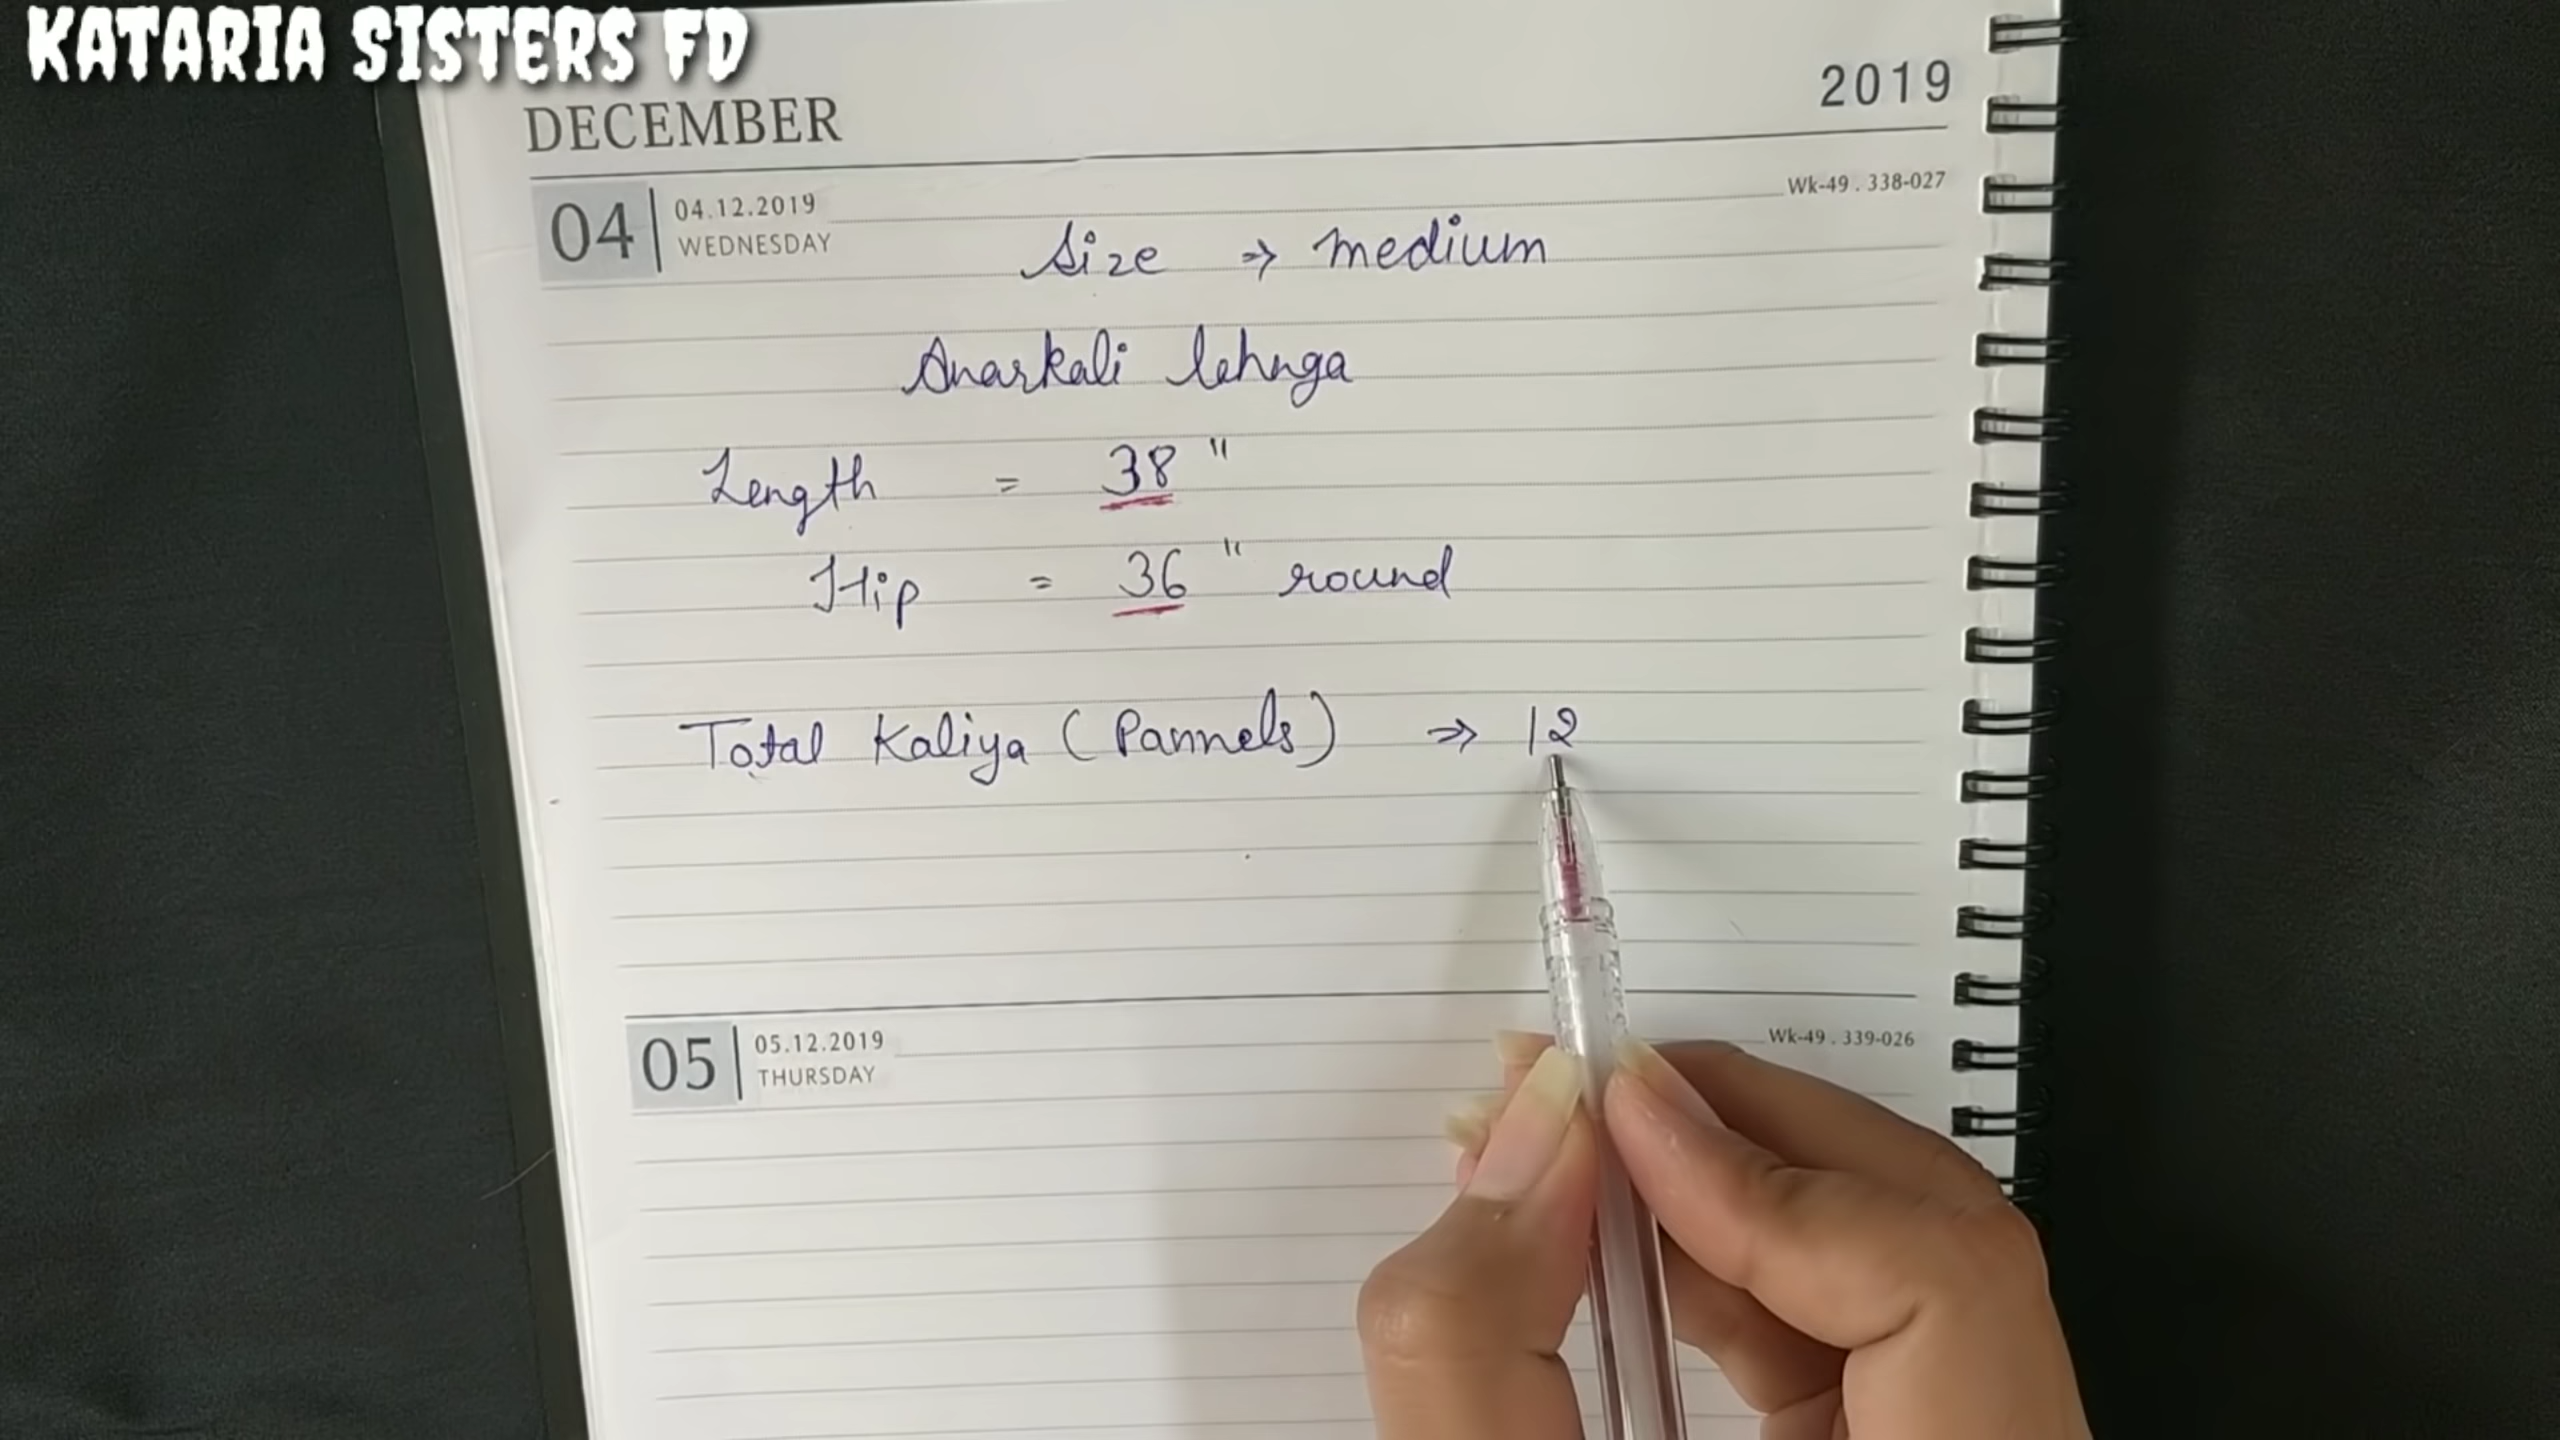 KATARIA SISTERS FD
2019
DECEMBER
Wk-49 . 338-027
04 04.12.2019
WEDNESDAY
Size ⇒ medium
Anarkali lehnga
Length = 38 "
Hip = 36 " round
Total Kaliya (Pannels) ⇒ 12
05 05.12.2019
THURSDAY
Wk-49 . 339-026